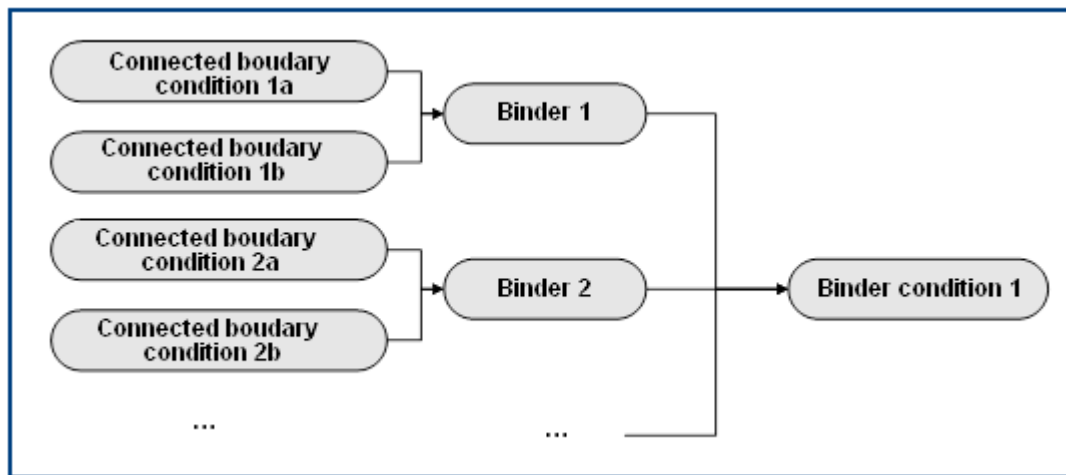 Connected boudary
condition 1a
Connected boudary
condition 1b
Binder 1
Connected boudary
condition 2a
Connected boudary
condition 2b
Binder 2
Binder condition 1
...
...